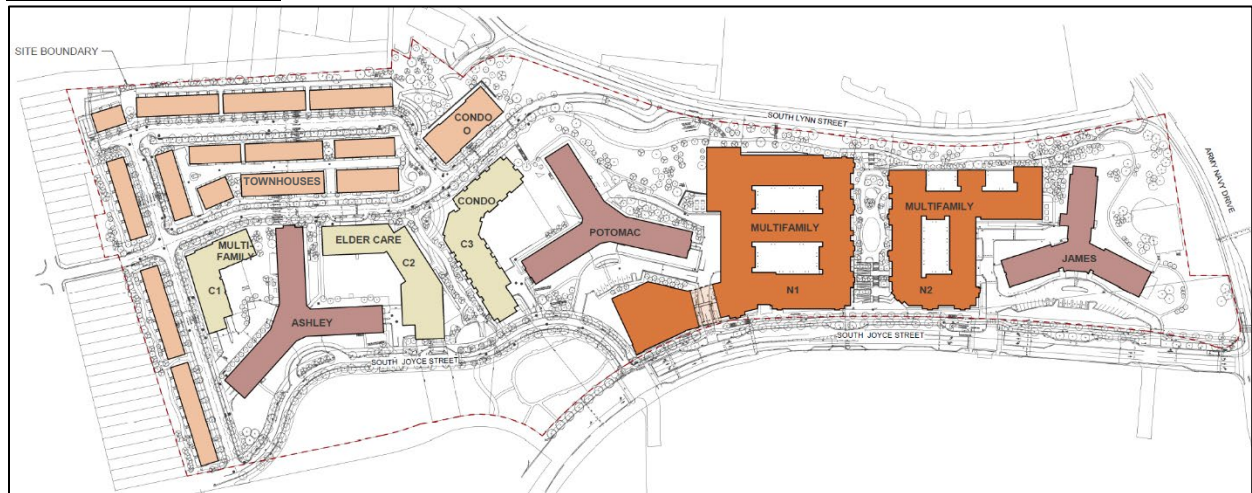 SITE BOUNDARY
SOUTH LYNN STREET
ARMY NAVY DRIVE
CONDO
O
TOWNHOUSES
CONDO
C3
MULTI-
FAMILY
C1
ELDER CARE
C2
ASHLEY
POTOMAC
MULTIFAMILY
N1
MULTIFAMILY
N2
JAMES
SOUTH JOYCE STREET
SOUTH JOYCE STREET